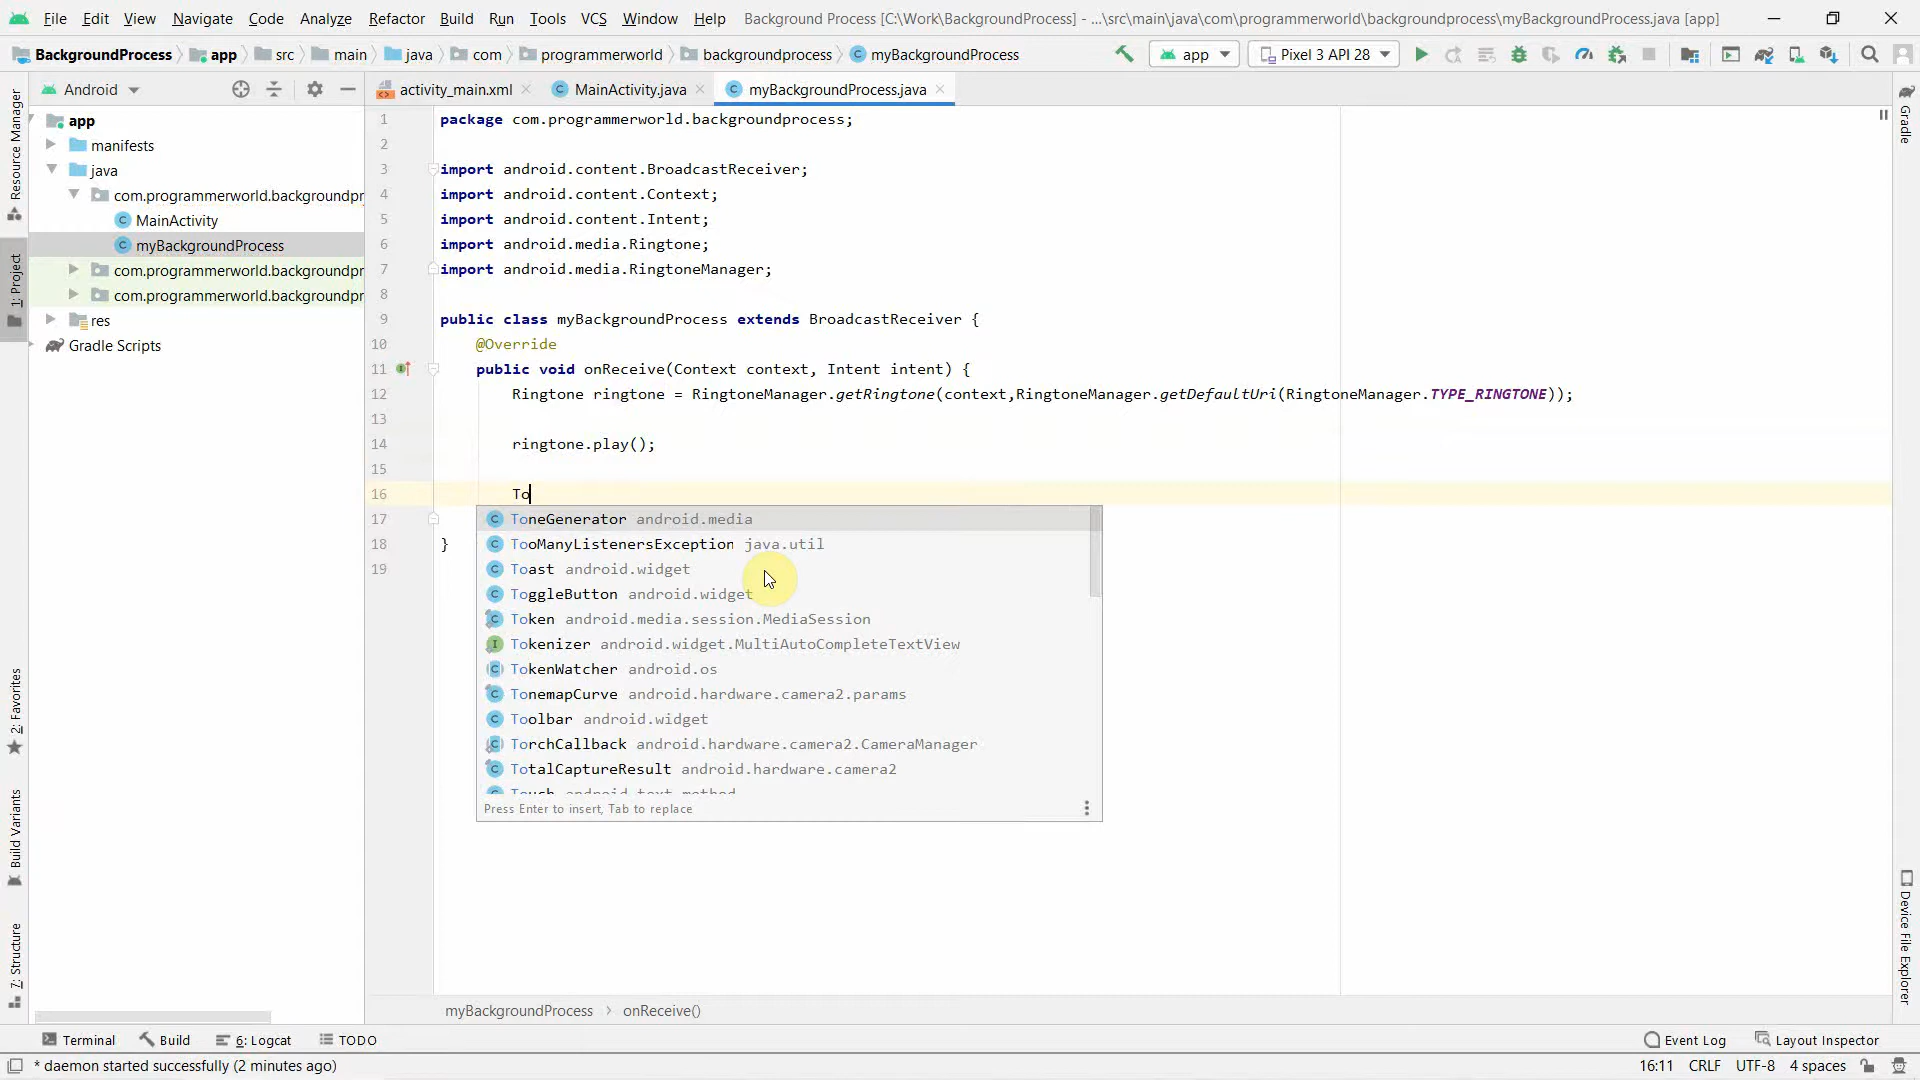 File Edit View Navigate Code Analyze Refactor Build Run Tools VCS Window Help Background Process [C:\Work\BackgroundProcess] - ...\src\main\java\com\programmerworld\backgroundprocess\myBackgroundProcess.java [app]
BackgroundProcess app src main java com programmerworld backgroundprocess myBackgroundProcess app Pixel 3 API 28
Android activity_main.xml MainActivity.java myBackgroundProcess.java
app
manifests
java
com.programmerworld.backgroundpr
MainActivity
myBackgroundProcess
com.programmerworld.backgroundpr
com.programmerworld.backgroundpr
res
Gradle Scripts
Resource Manager
1: Project
2: Favorites
Build Variants
7: Structure
1 package com.programmerworld.backgroundprocess;
2
3 import android.content.BroadcastReceiver;
4 import android.content.Context;
5 import android.content.Intent;
6 import android.media.Ringtone;
7 import android.media.RingtoneManager;
8
9 public class myBackgroundProcess extends BroadcastReceiver {
10 @Override
11 public void onReceive(Context context, Intent intent) {
12 Ringtone ringtone = RingtoneManager.getRingtone(context,RingtoneManager.getDefaultUri(RingtoneManager.TYPE_RINGTONE));
13
14 ringtone.play();
15
16 To
17
18 }
19
ToneGenerator android.media
TooManyListenersException java.util
Toast android.widget
ToggleButton android.widget
Token android.media.session.MediaSession
Tokenizer android.widget.MultiAutoCompleteTextView
TokenWatcher android.os
TonemapCurve android.hardware.camera2.params
Toolbar android.widget
TorchCallback android.hardware.camera2.CameraManager
TotalCaptureResult android.hardware.camera2
Touch android.text.method
Press Enter to insert, Tab to replace
Gradle
Device File Explorer
myBackgroundProcess onReceive()
Terminal Build 6: Logcat TODO Event Log Layout Inspector
* daemon started successfully (2 minutes ago) 16:11 CRLF UTF-8 4 spaces